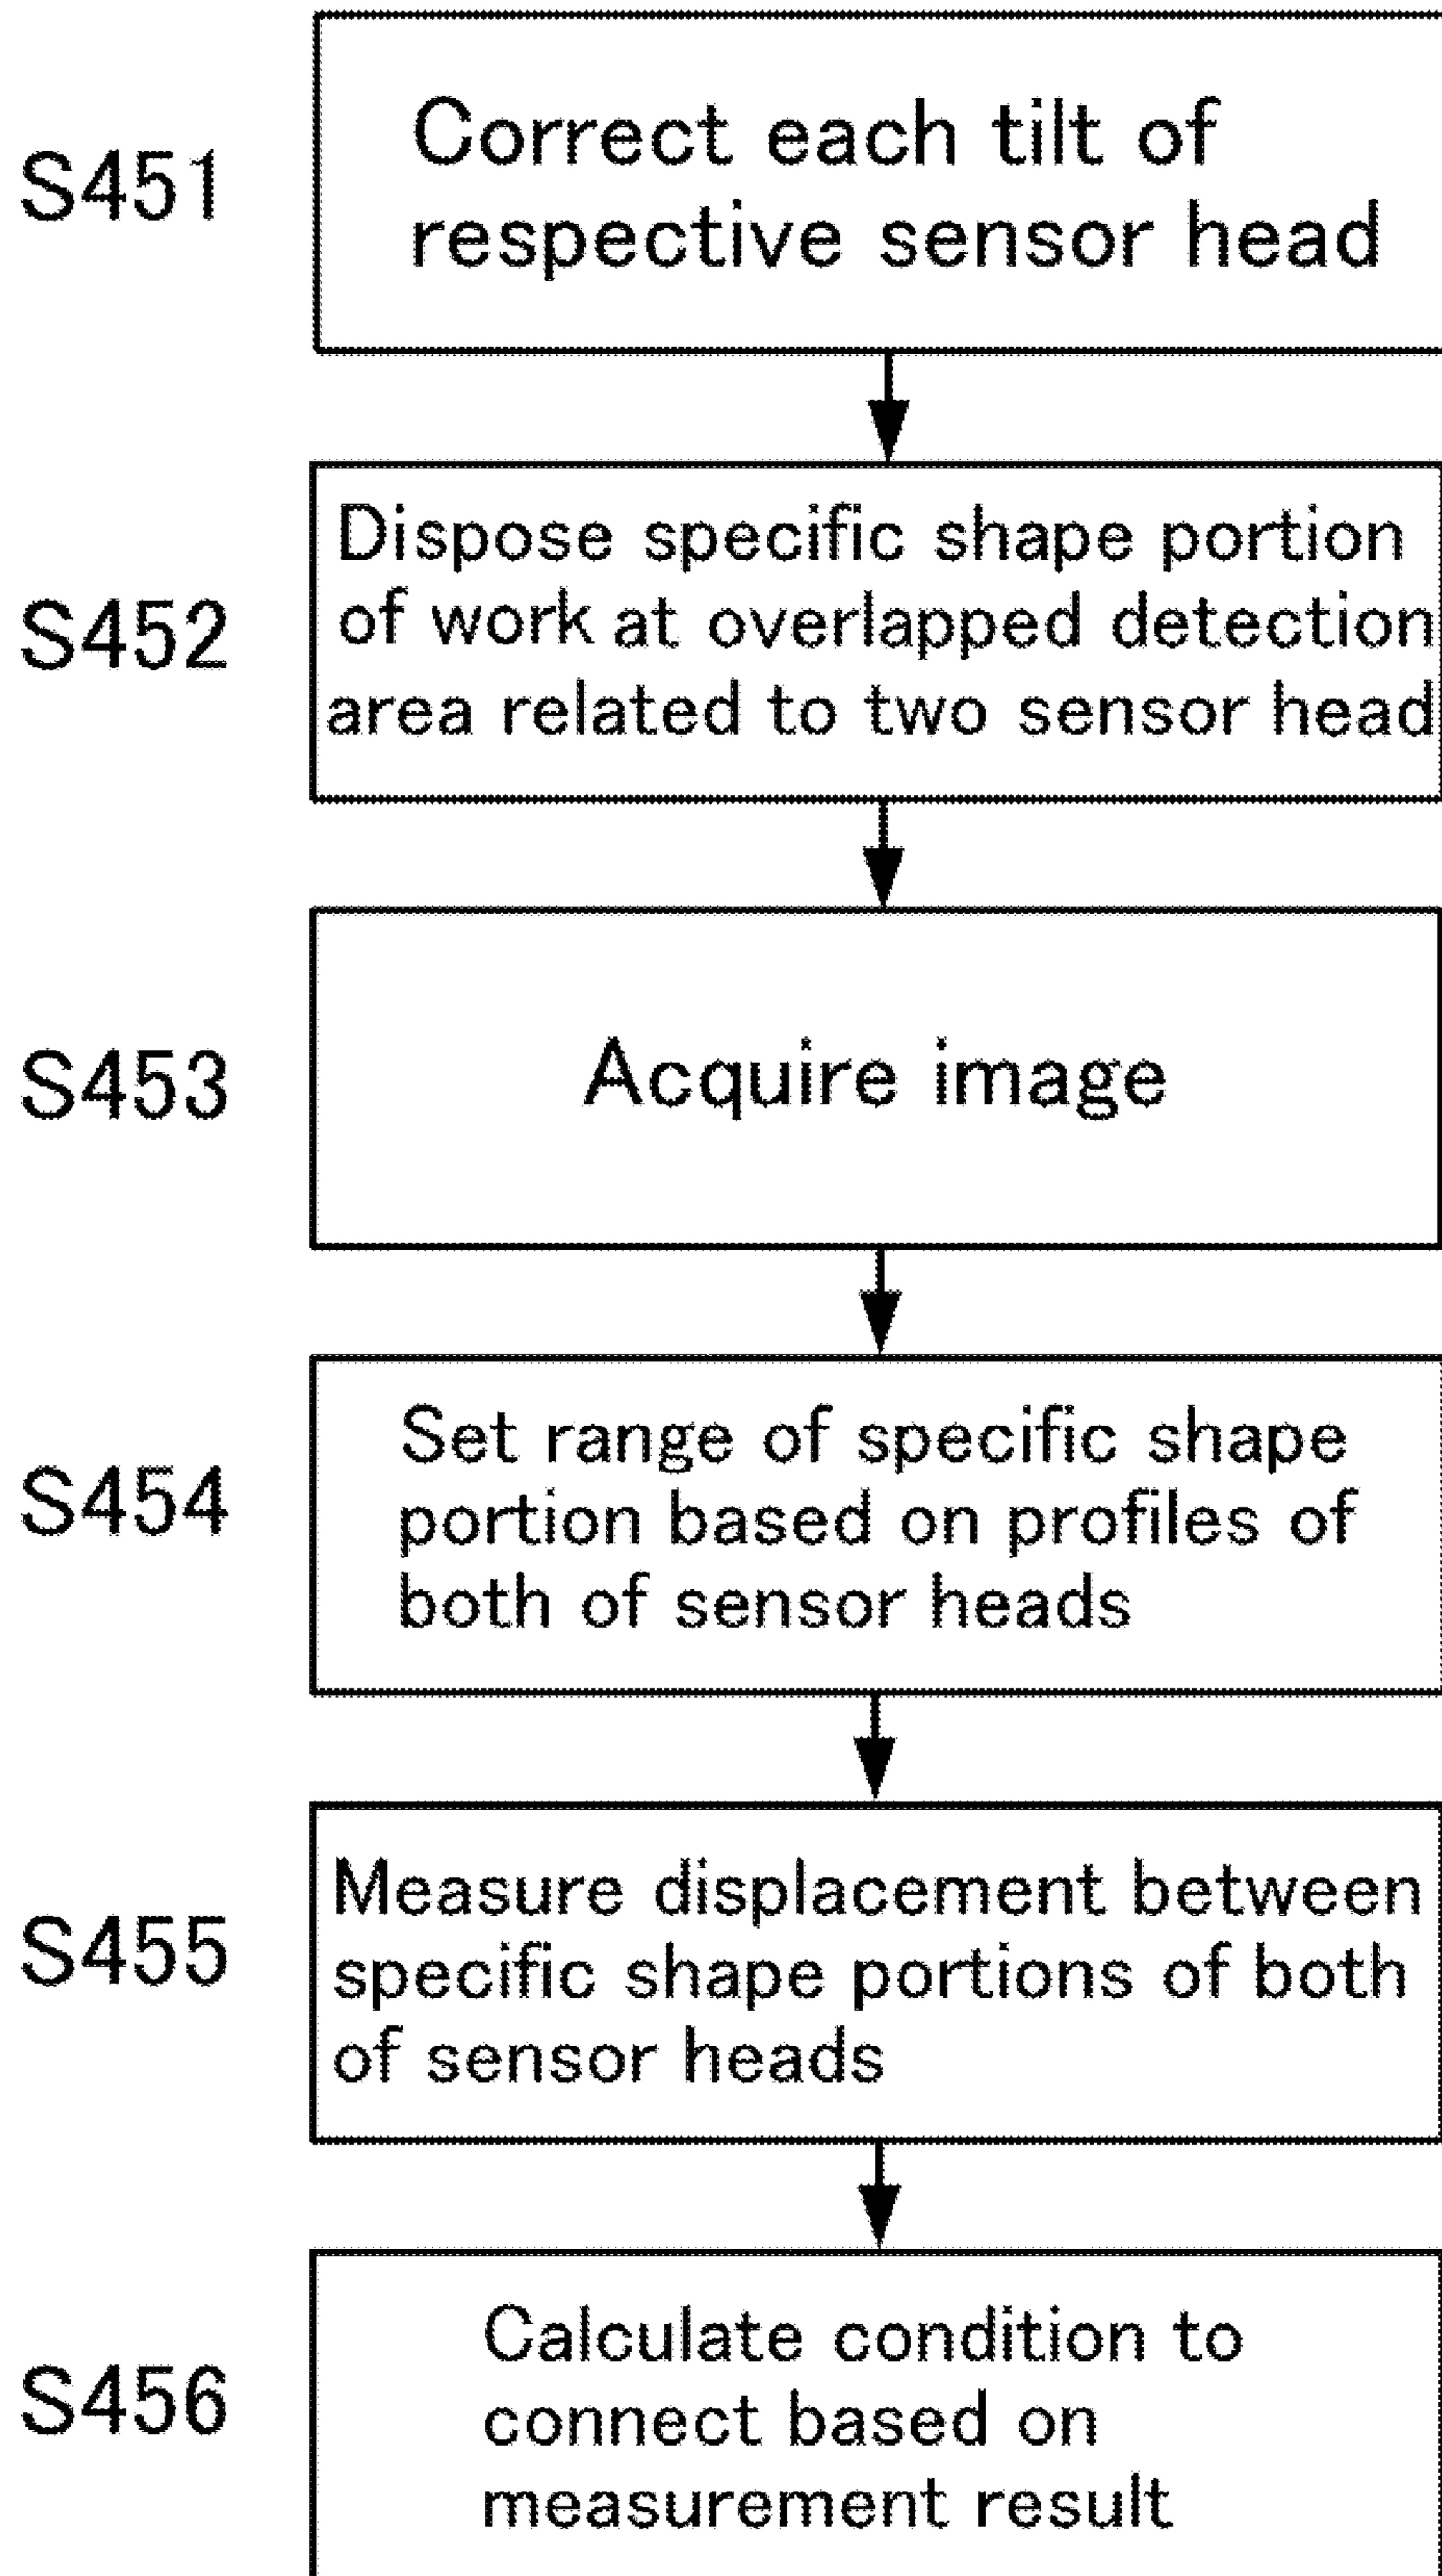 S451
Correct each tilt of
respective sensor head
S452
Dispose specific shape portion
of work at overlapped detection
area related to two sensor head
S453
Acquire image
S454
Set range of specific shape
portion based on profiles of
both of sensor heads
S455
Measure displacement between
specific shape portions of both
of sensor heads
S456
Calculate condition to
connect based on
measurement result